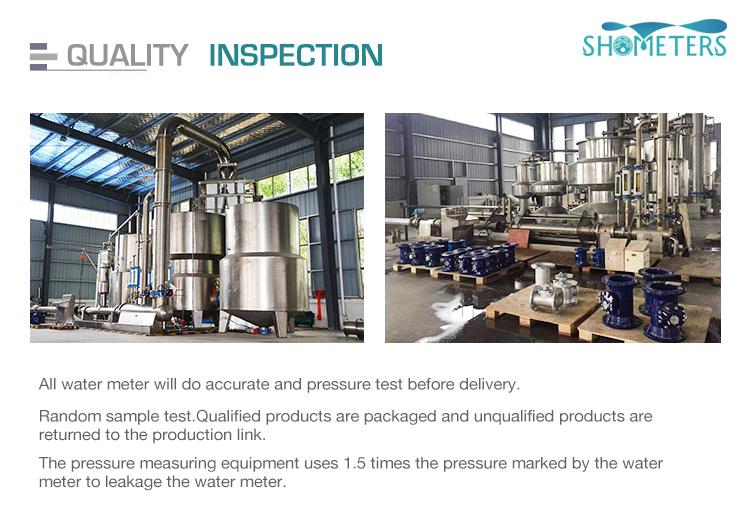 QUALITY INSPECTION
SHOMETERS
All water meter will do accurate and pressure test before delivery.
Random sample test.Qualified products are packaged and unqualified products are
returned to the production link.
The pressure measuring equipment uses 1.5 times the pressure marked by the water
meter to leakage the water meter.